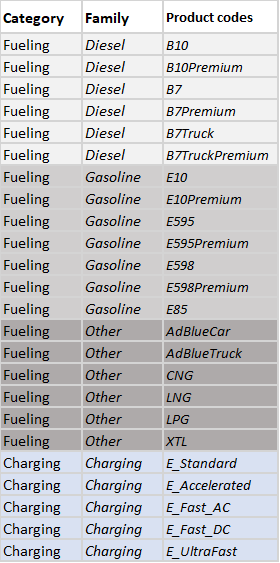 Category Family Product codes
Fueling Diesel B10
Fueling Diesel B10Premium
Fueling Diesel B7
Fueling Diesel B7Premium
Fueling Diesel B7Truck
Fueling Diesel B7TruckPremium
Fueling Gasoline E10
Fueling Gasoline E10Premium
Fueling Gasoline E595
Fueling Gasoline E595Premium
Fueling Gasoline E598
Fueling Gasoline E598Premium
Fueling Gasoline E85
Fueling Other AdBlueCar
Fueling Other AdBlueTruck
Fueling Other CNG
Fueling Other LNG
Fueling Other LPG
Fueling Other XTL
Charging Charging E_Standard
Charging Charging E_Accelerated
Charging Charging E_Fast_AC
Charging Charging E_Fast_DC
Charging Charging E_UltraFast